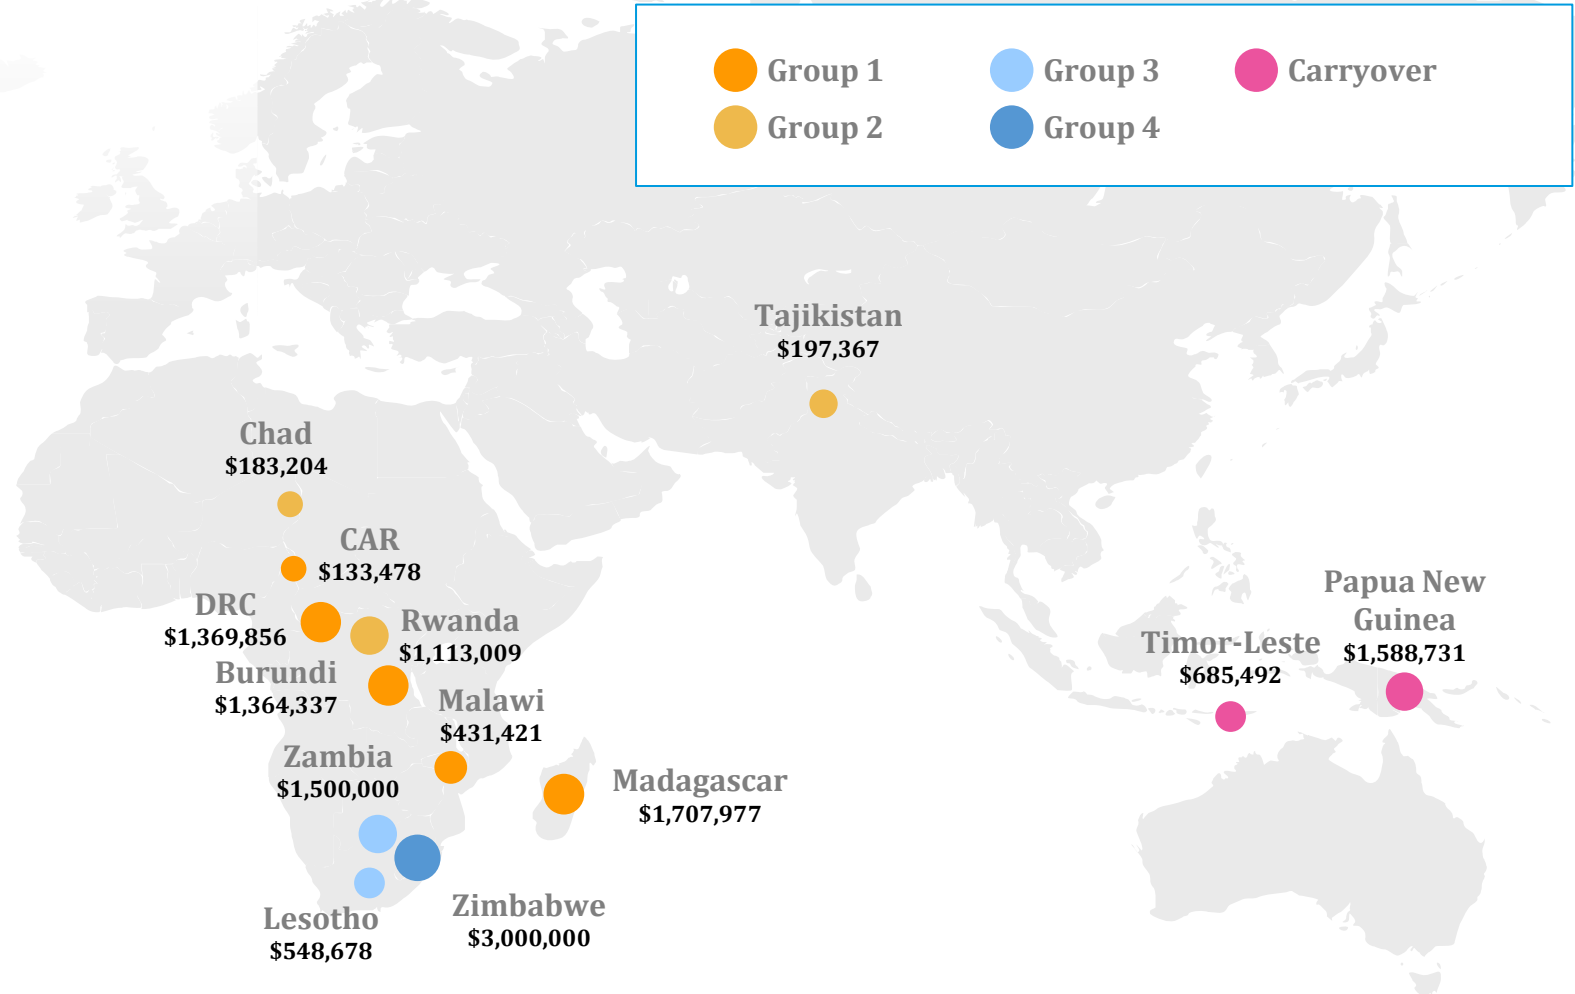 Group 1
Group 3
Carryover
Group 2
Group 4
Tajikistan
$197,367
Chad
$183,204
CAR
$133,478
DRC
$1,369,856
Rwanda
$1,113,009
Burundi
$1,364,337
Malawi
$431,421
Zambia
$1,500,000
Madagascar
$1,707,977
Lesotho
$548,678
Zimbabwe
$3,000,000
Timor-Leste
$685,492
Papua New
Guinea
$1,588,731